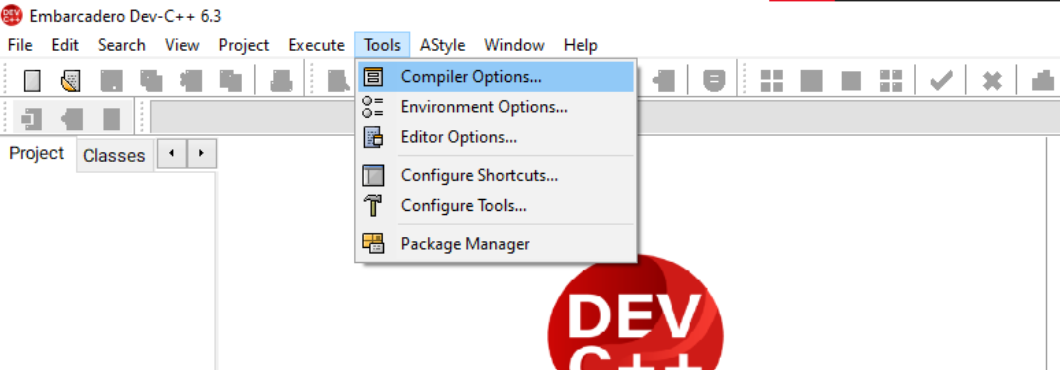 DEV
C++
Embarcadero Dev-C++ 6.3
File Edit Search View Project Execute Tools AStyle Window Help
Compiler Options...
Environment Options...
Editor Options...
Project Classes
Configure Shortcuts...
Configure Tools...
Package Manager
DEV
C++